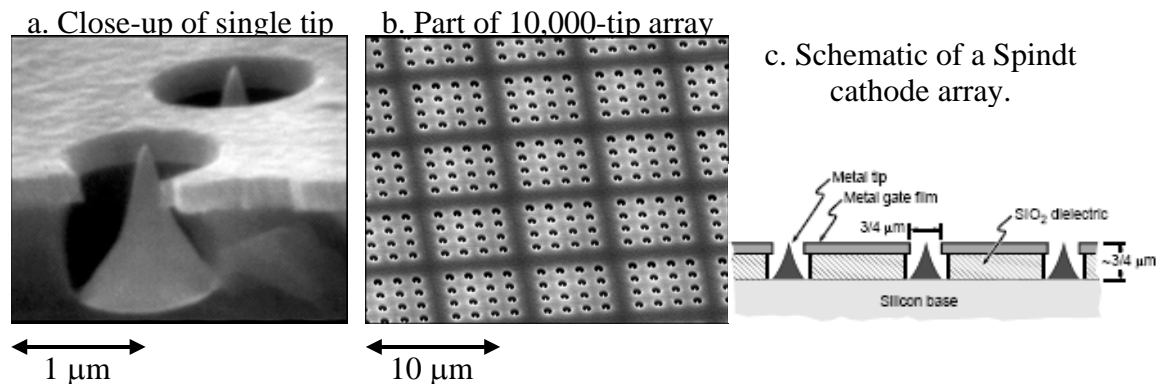 a. Close-up of single tip
b. Part of 10,000-tip array
c. Schematic of a Spindt
cathode array.
Metal tip
Metal gate film
3/4 μm
SiO₂ dielectric
~3/4 μm
Silicon base
1 μm
10 μm